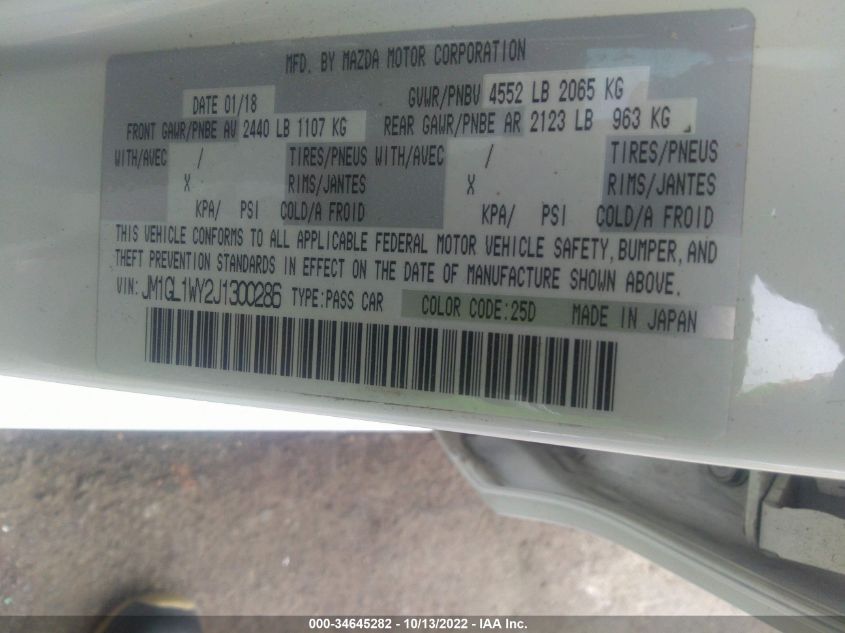 MFD. BY MAZDA MOTOR CORPORATION
DATE 01/18 GVWR/PNBV 4552 LB 2065 KG
FRONT GAWR/PNBE AV 2440 LB 1107 KG REAR GAWR/PNBE AR 2123 LB 963 KG
WITH/AVEC / TIRES/PNEUS WITH/AVEC / TIRES/PNEUS
X RIMS/JANTES X RIMS/JANTES
KPA/ PSI COLD/A FROID KPA/ PSI COLD/A FROID
THIS VEHICLE CONFORMS TO ALL APPLICABLE FEDERAL MOTOR VEHICLE SAFETY, BUMPER, AND
THEFT PREVENTION STANDARDS IN EFFECT ON THE DATE OF MANUFACTURE SHOWN ABOVE.
VIN: JM1GL1WY2J1300286 TYPE:PASS CAR COLOR CODE:25D MADE IN JAPAN
000-34645282 - 10/13/2022 - IAA Inc.